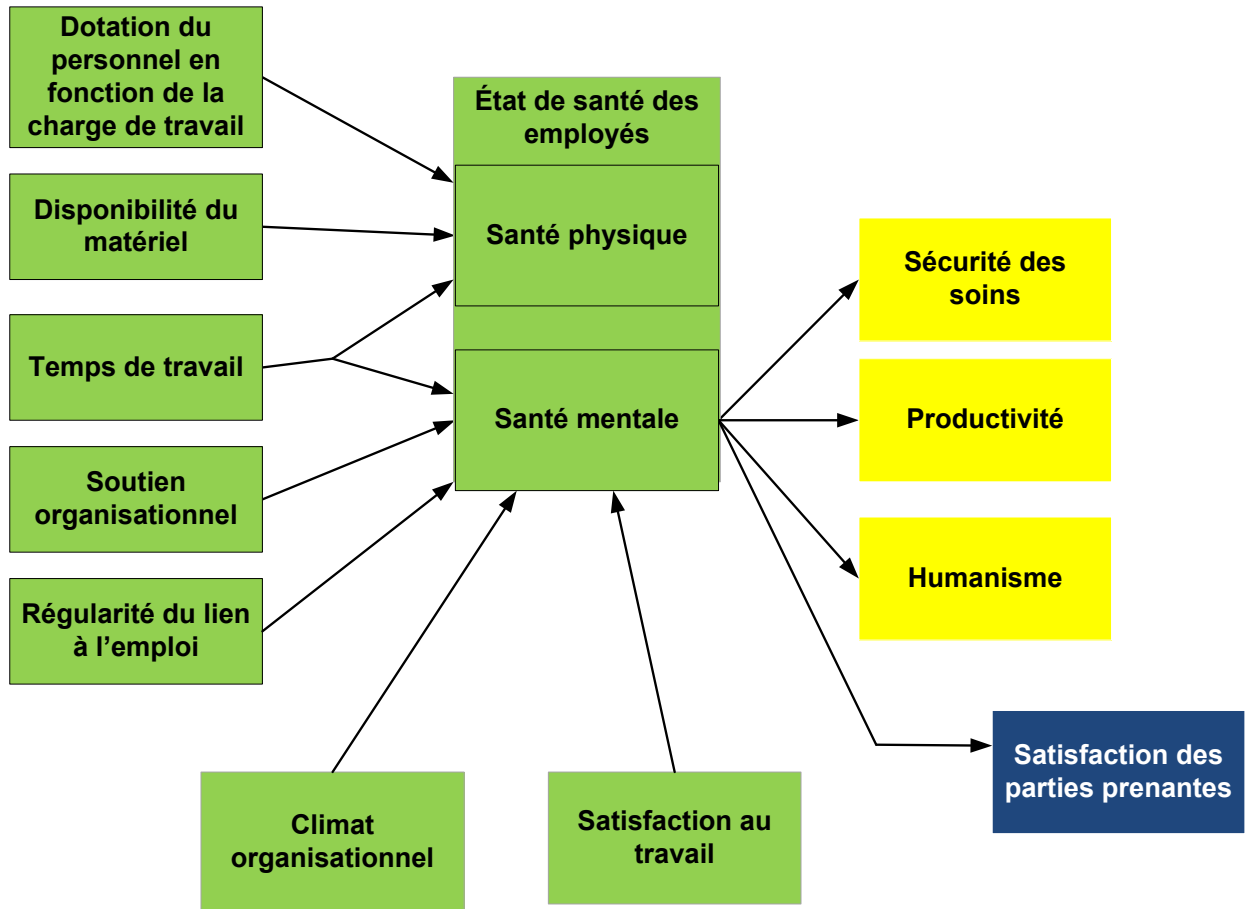 Dotation du
personnel en
fonction de la
charge de travail
État de santé des
employés
Disponibilité du
matériel
Santé physique
Sécurité des
soins
Temps de travail
Santé mentale
Productivité
Soutien
organisationnel
Régularité du lien
à l'emploi
Humanisme
Satisfaction des
parties prenantes
Climat
organisationnel
Satisfaction au
travail